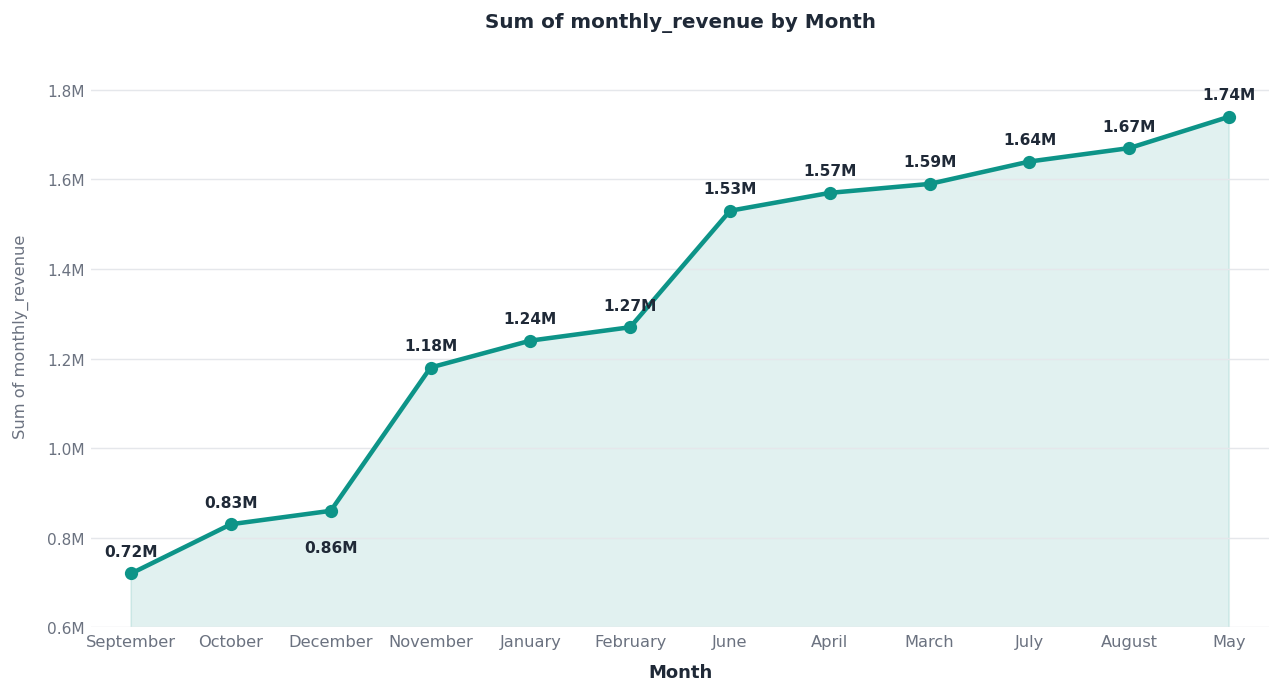 Sum of monthly_revenue by Month
Sum of monthly_revenue
1.8M
1.6M
1.4M
1.2M
1.0M
0.8M
0.6M
0.72M
0.83M
0.86M
1.18M
1.24M
1.27M
1.53M
1.57M
1.59M
1.64M
1.67M
1.74M
September October December November January February June April March July August May
Month